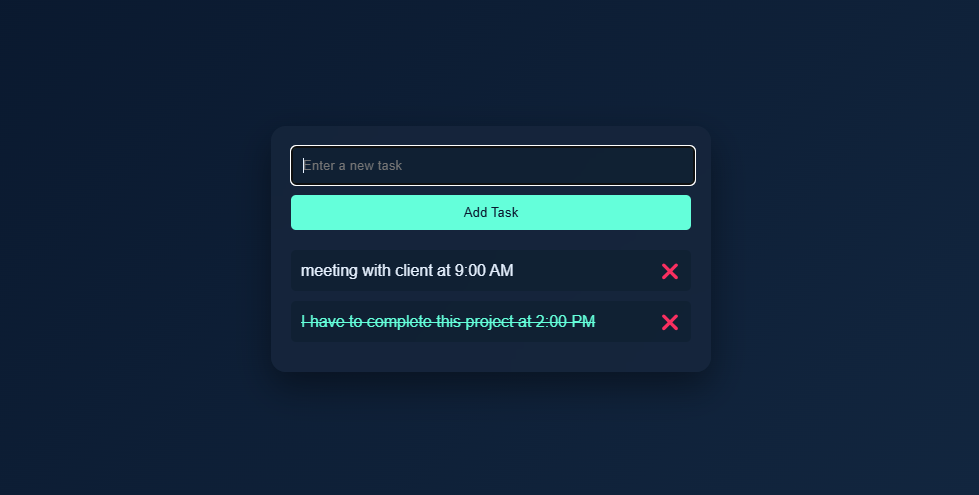 Enter a new task
Add Task
meeting with client at 9:00 AM
I have to complete this project at 2:00 PM